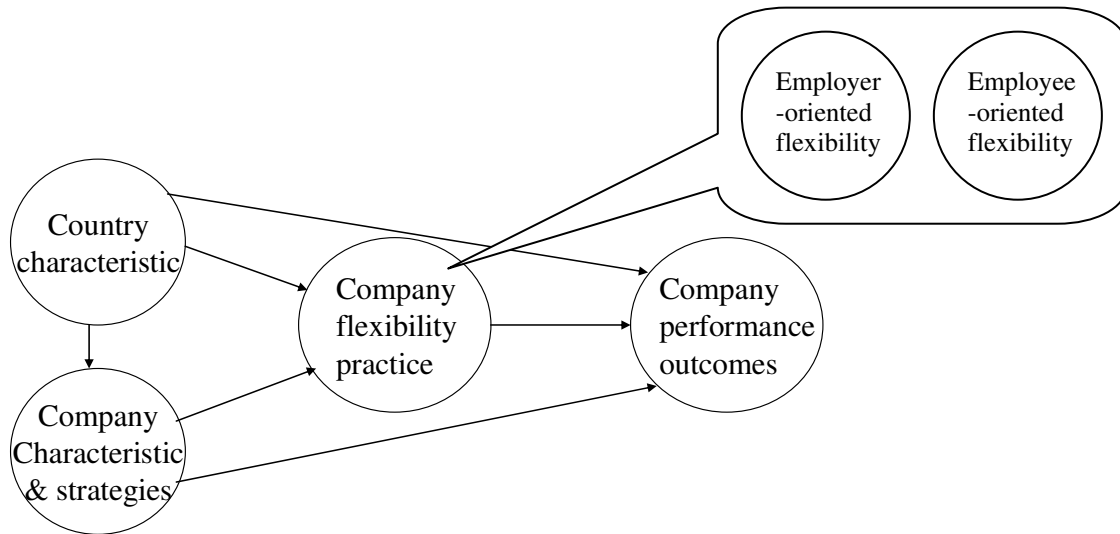 Employer
-oriented
flexibility
Employee
-oriented
flexibility
Country
characteristic
Company
flexibility
practice
Company
performance
outcomes
Company
Characteristic
& strategies